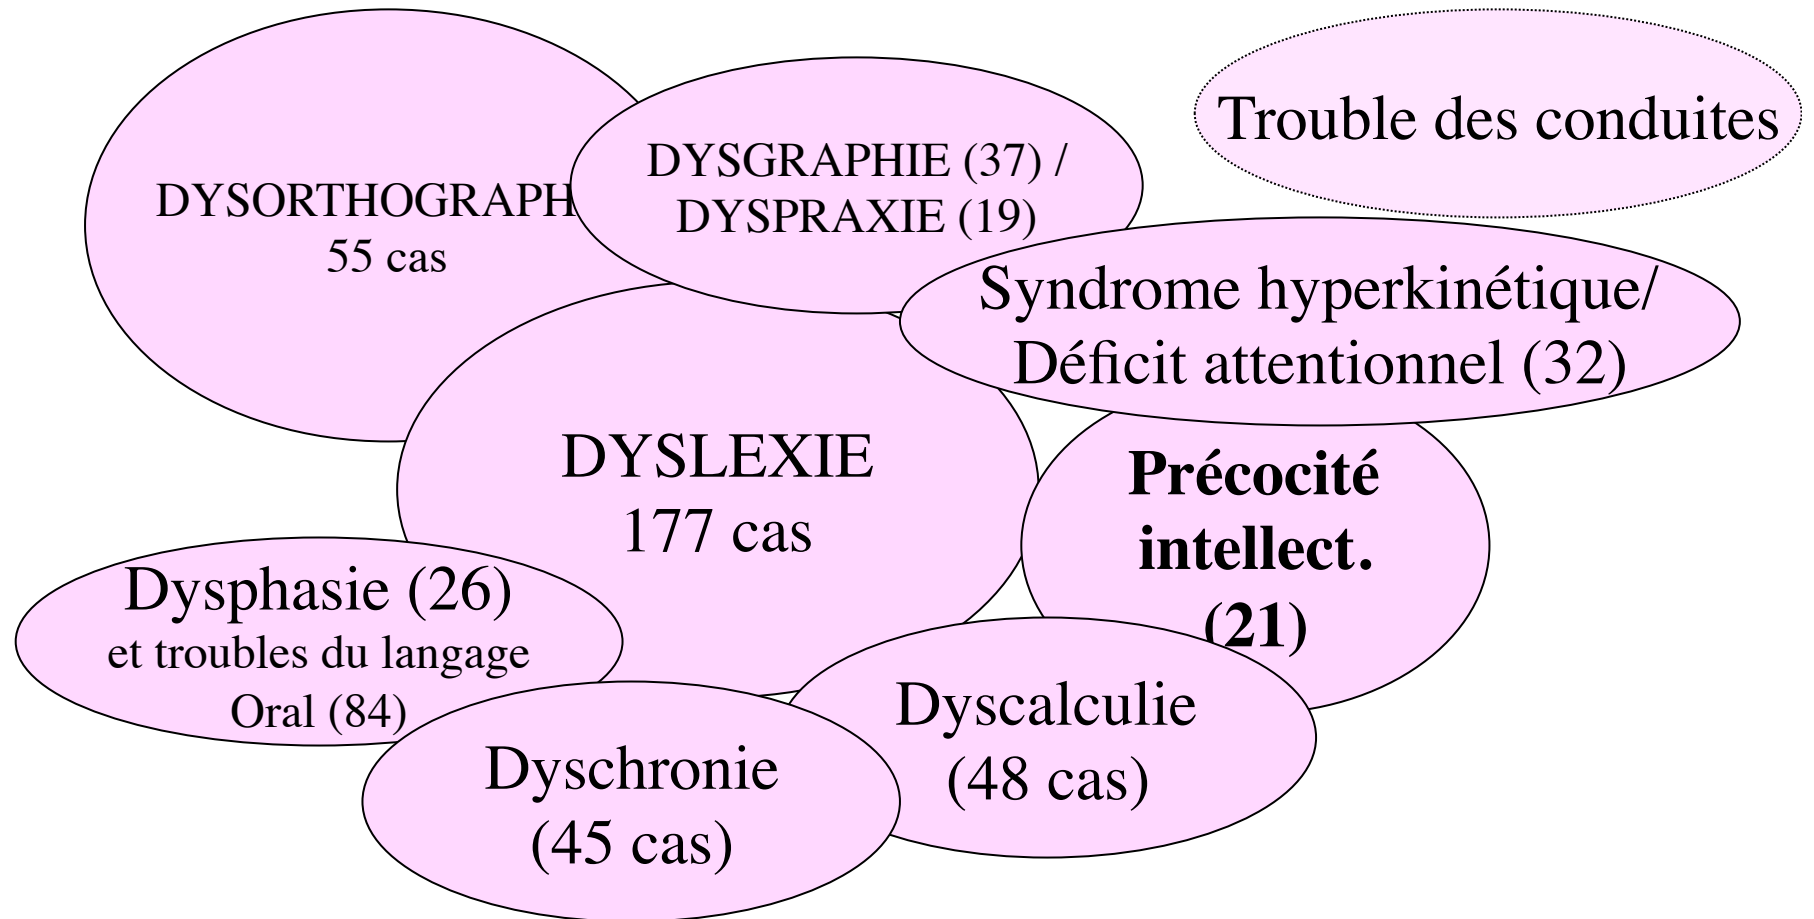 Trouble des conduites
DYSGRAPHIE (37) /
DYSPRAXIE (19)
DYSORTHOGRAPH
55 cas
Syndrome hyperkinétique/
Déficit attentionnel (32)
DYSLEXIE
177 cas
Précocité
intellect.
(21)
Dysphasie (26)
et troubles du langage
Oral (84)
Dyscalculie
(48 cas)
Dyschronie
(45 cas)